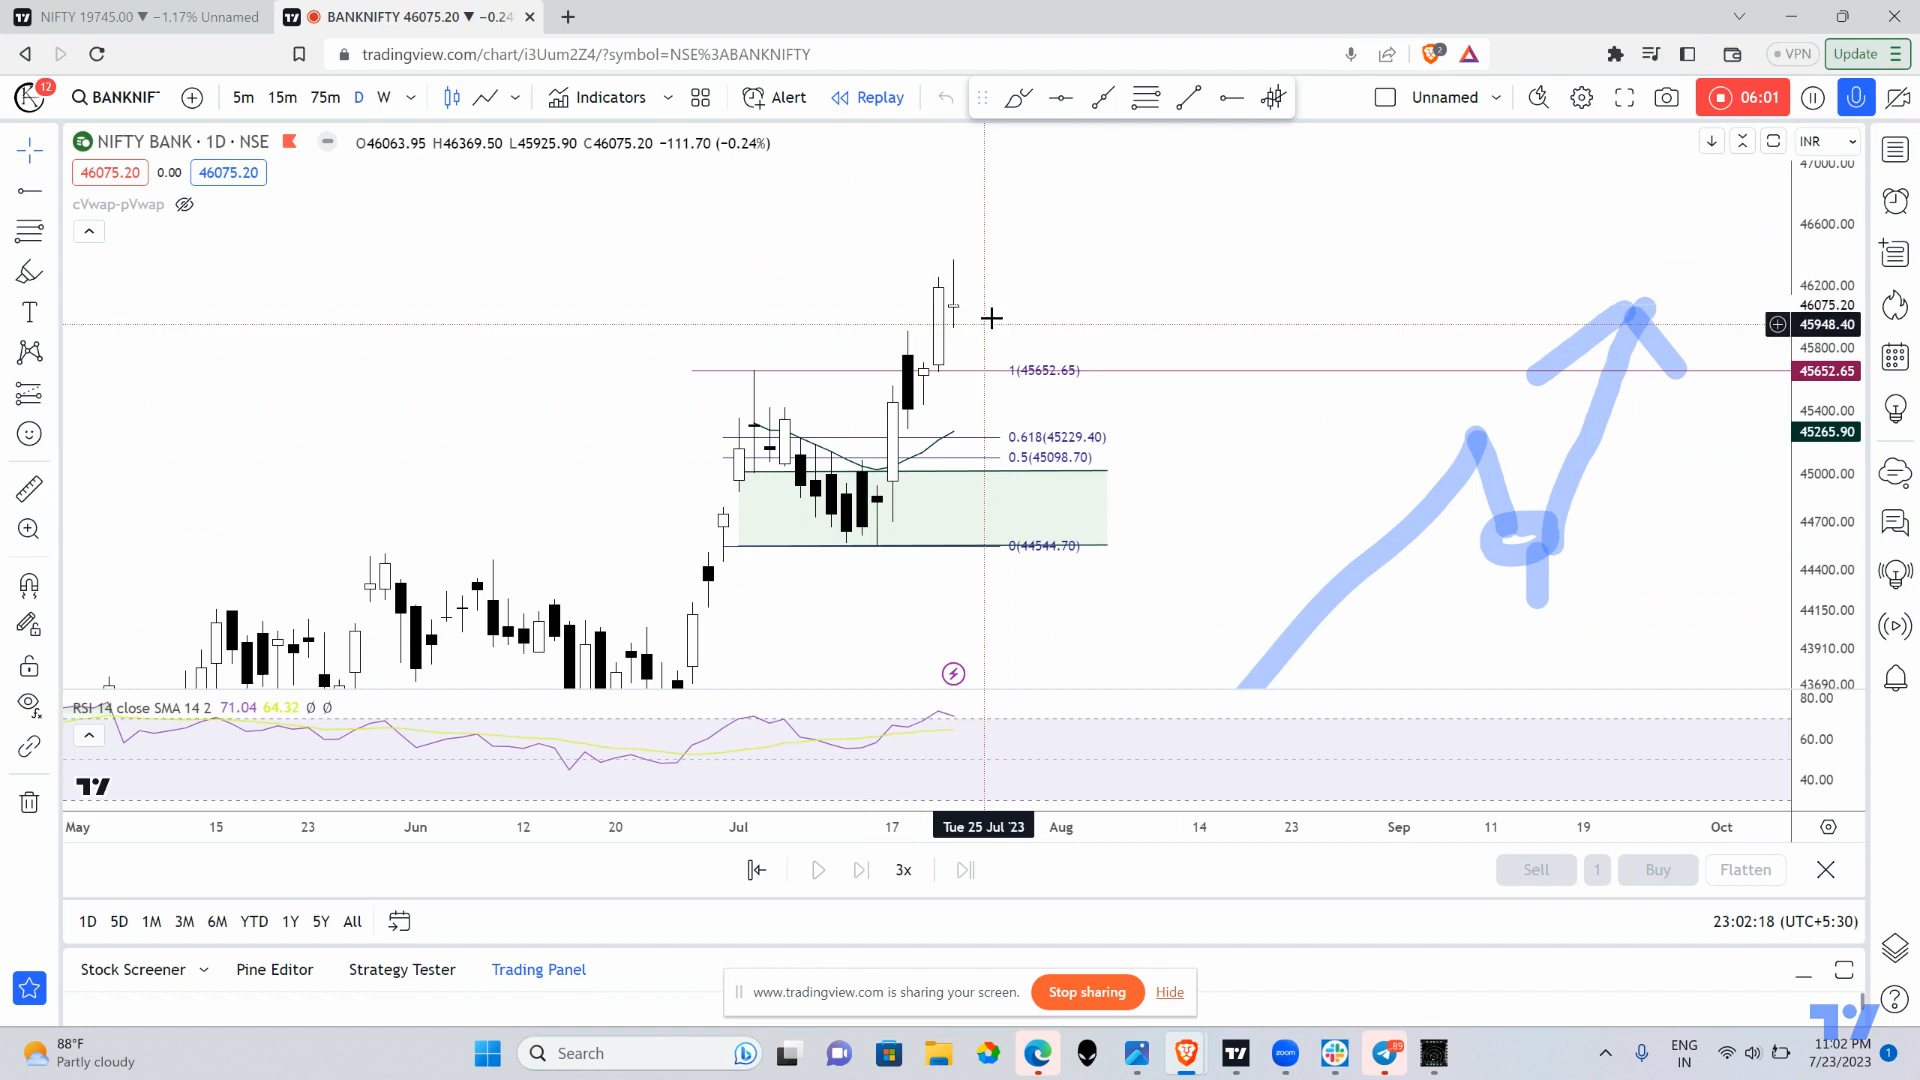 NIFTY 19745.00 ▼ −1.17% Unnamed
BANKNIFTY 46075.20 ▼ −0.24
tradingview.com/chart/i3Uum2Z4/?symbol=NSE%3ABANKNIFTY
2
VPN
Update
12
BANKNIF
5m 15m 75m D W
Indicators
Alert
Replay
Unnamed
06:01
NIFTY BANK · 1D · NSE
O46063.95 H46369.50 L45925.90 C46075.20 −111.70 (−0.24%)
INR
46075.20 0.00 46075.20
cVwap-pVwap
47000.00
46600.00
46200.00
46075.20
45948.40
45800.00
45652.65
45400.00
45265.90
45000.00
44700.00
44400.00
44150.00
43910.00
43690.00
1(45652.65)
0.618(45229.40)
0.5(45098.70)
0(44544.70)
RSI 14 close SMA 14 2 71.04 64.32 Ø Ø
80.00
60.00
40.00
May 15 23 Jun 12 20 Jul 17 Tue 25 Jul '23 Aug 14 23 Sep 11 19 Oct
3x
Sell 1 Buy Flatten
1D 5D 1M 3M 6M YTD 1Y 5Y All
23:02:18 (UTC+5:30)
Stock Screener Pine Editor Strategy Tester Trading Panel
www.tradingview.com is sharing your screen. Stop sharing Hide
88°F
Partly cloudy
Search
zoom
89
ENG
IN
11:02 PM
7/23/2023
1